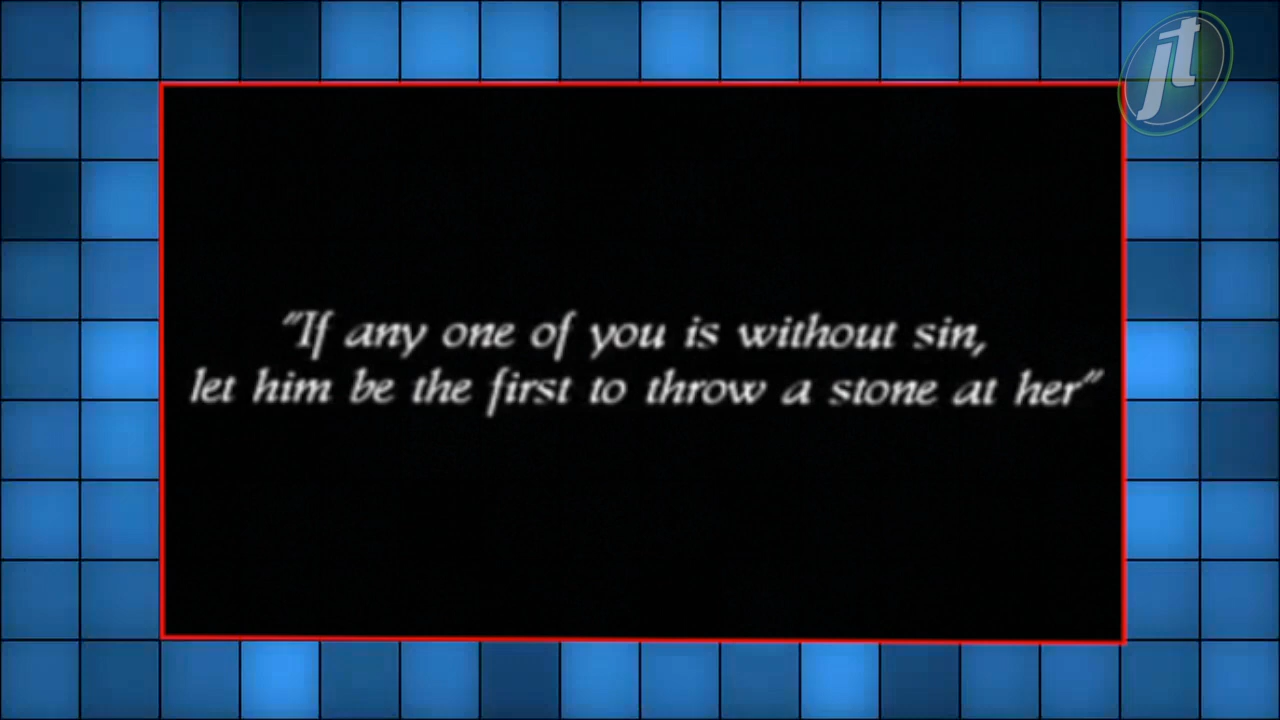 jt
"If any one of you is without sin,
let him be the first to throw a stone at her"